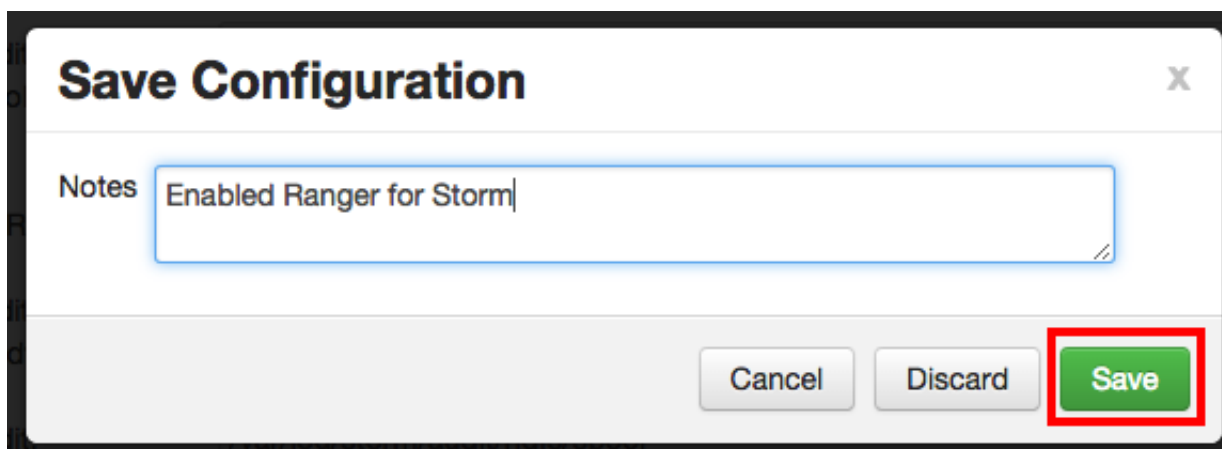 Save Configuration
x
Notes
Enabled Ranger for Storm
Cancel
Discard
Save